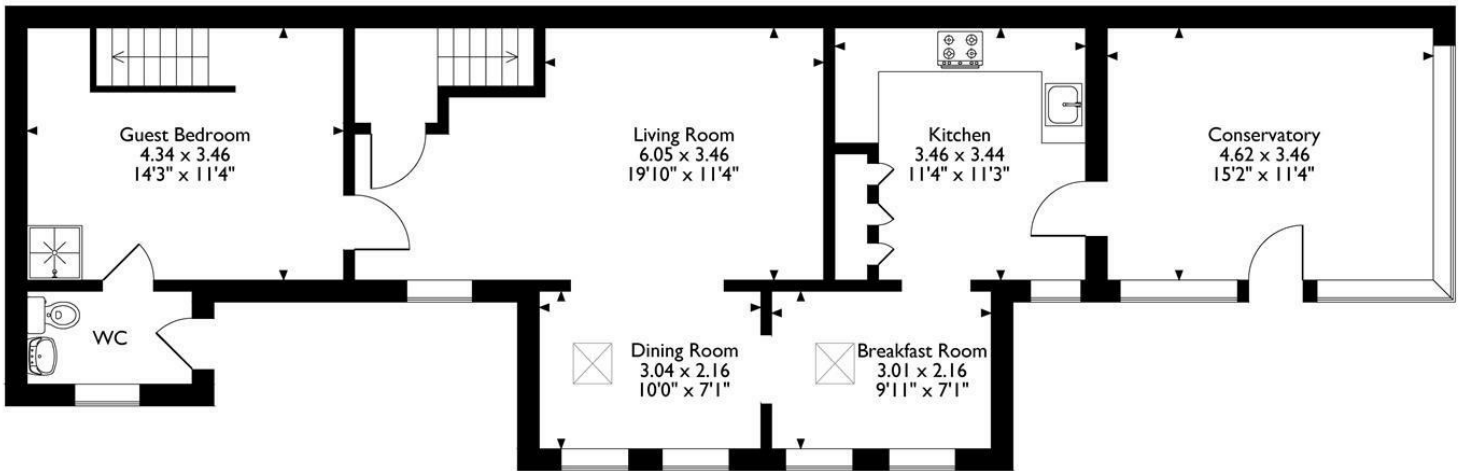 Guest Bedroom
4.34 x 3.46
14'3" x 11'4"
Living Room
6.05 x 3.46
19'10" x 11'4"
Kitchen
3.46 x 3.44
11'4" x 11'3"
Conservatory
4.62 x 3.46
15'2" x 11'4"
WC
Dining Room
3.04 x 2.16
10'0" x 7'1"
Breakfast Room
3.01 x 2.16
9'11" x 7'1"